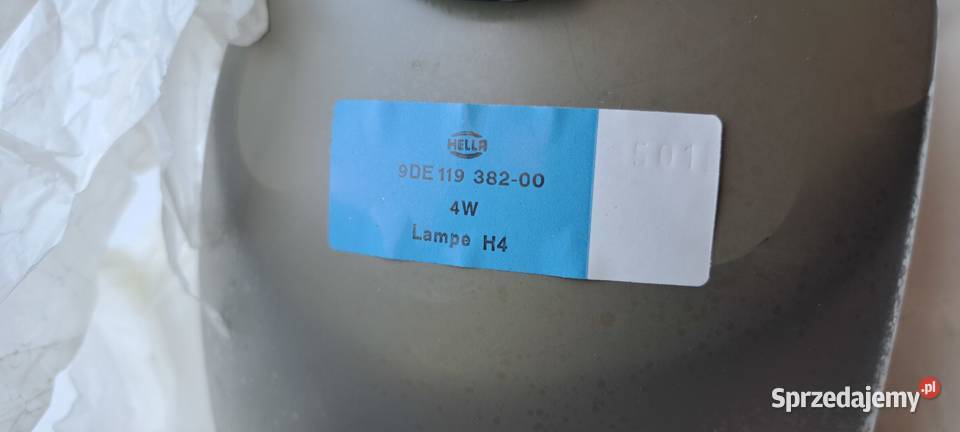 HELLA
9DE 119 382-00
4W
Lampe H4
501
Sprzedajemy.pl